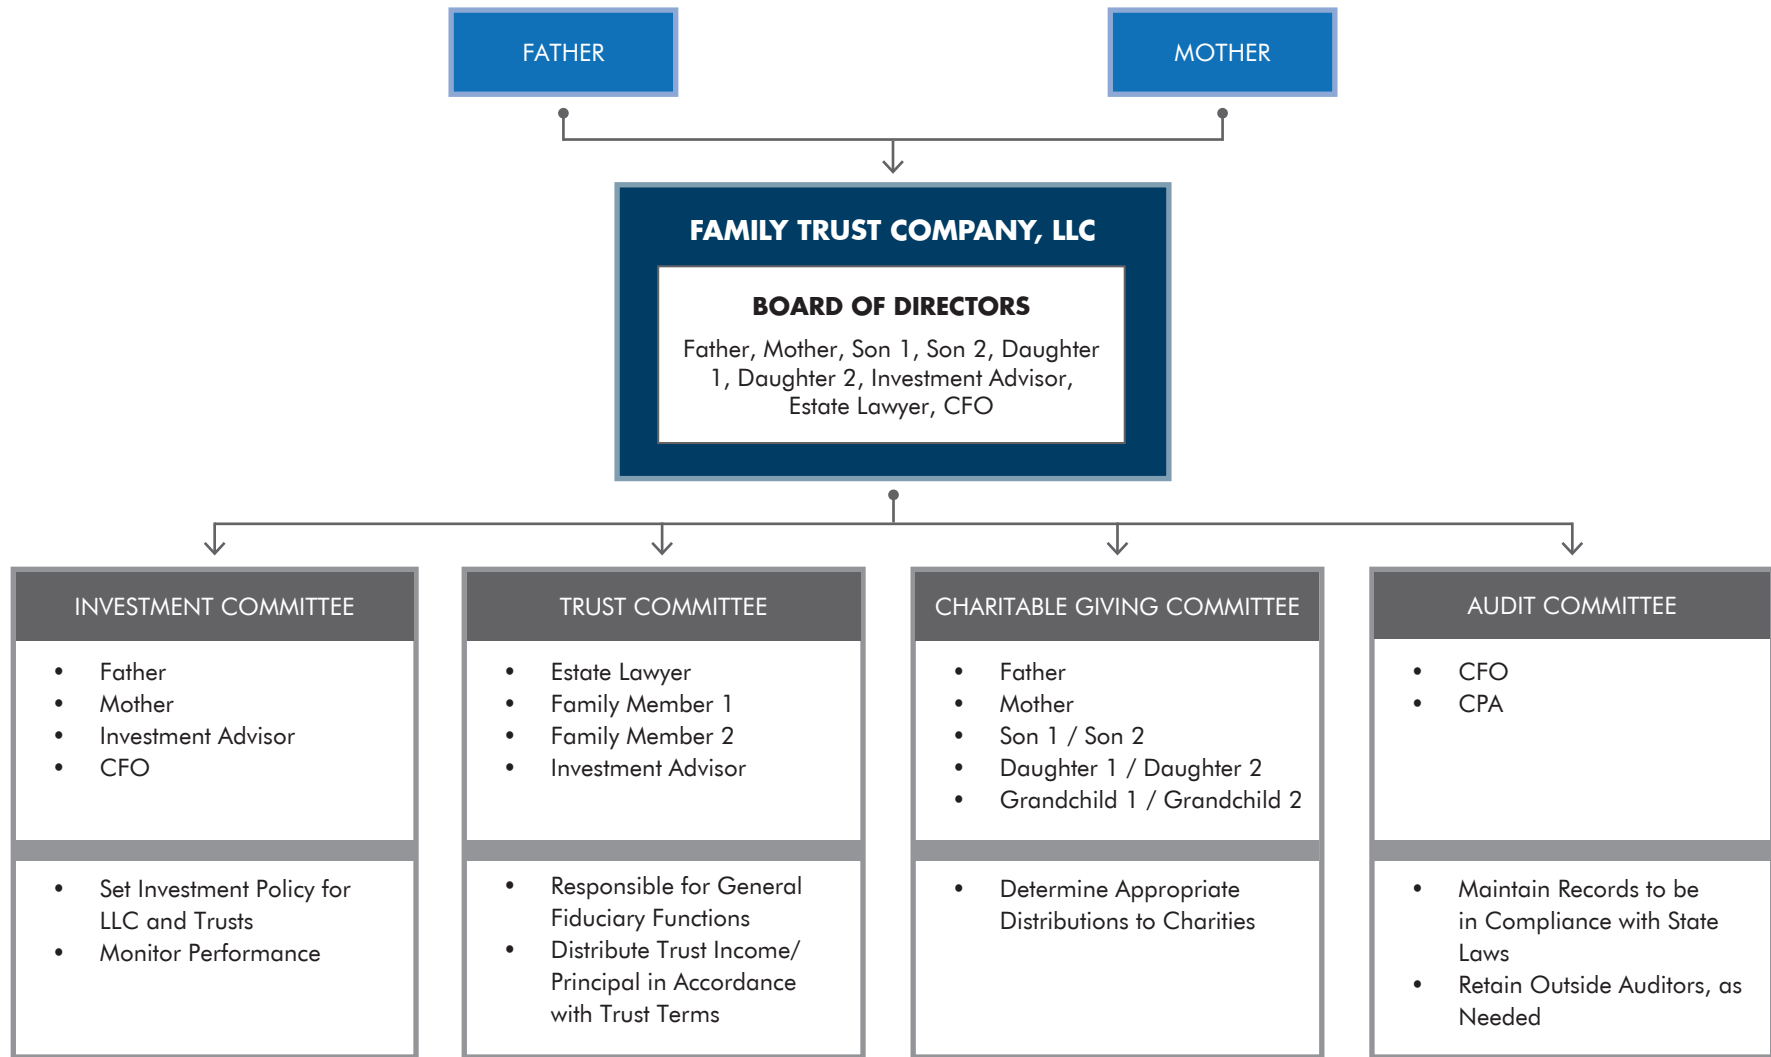 FATHER
MOTHER
FAMILY TRUST COMPANY, LLC
BOARD OF DIRECTORS
Father, Mother, Son 1, Son 2, Daughter
1, Daughter 2, Investment Advisor,
Estate Lawyer, CFO
INVESTMENT COMMITTEE
• Father
• Mother
• Investment Advisor
• CFO
• Set Investment Policy for
LLC and Trusts
• Monitor Performance
TRUST COMMITTEE
• Estate Lawyer
• Family Member 1
• Family Member 2
• Investment Advisor
• Responsible for General
Fiduciary Functions
• Distribute Trust Income/
Principal in Accordance
with Trust Terms
CHARITABLE GIVING COMMITTEE
• Father
• Mother
• Son 1 / Son 2
• Daughter 1 / Daughter 2
• Grandchild 1 / Grandchild 2
• Determine Appropriate
Distributions to Charities
AUDIT COMMITTEE
• CFO
• CPA
• Maintain Records to be
in Compliance with State
Laws
• Retain Outside Auditors, as
Needed